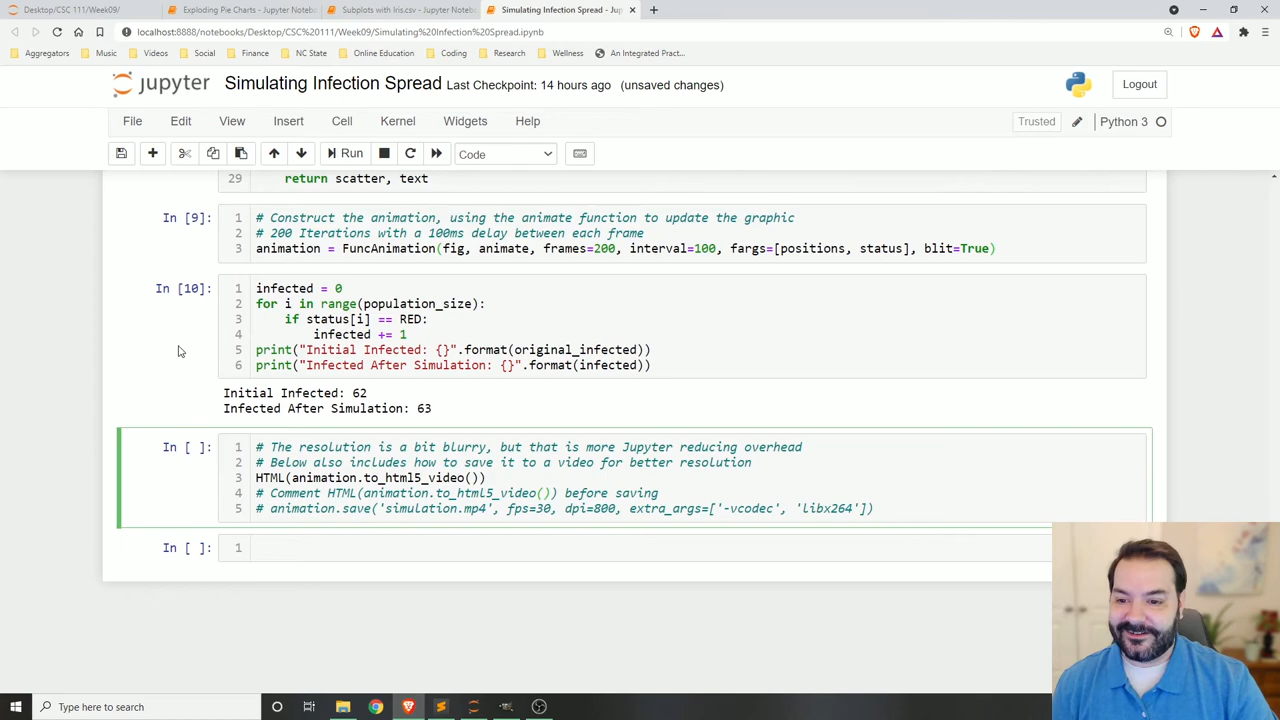 Desktop/CSC 111/Week09/
Exploding Pie Charts - Jupyter Noteb
Subplots with Iris.csv - Jupyter Noteb
Simulating Infection Spread - Jup
localhost:8888/notebooks/Desktop/CSC%20111/Week09/Simulating%20Infection%20Spread.ipynb
Aggregators Music Videos Social Finance NC State Online Education Coding Research Wellness An Integrated Pract...
jupyter Simulating Infection Spread Last Checkpoint: 14 hours ago (unsaved changes) Logout
File Edit View Insert Cell Kernel Widgets Help Trusted Python 3
Run Code
29 return scatter, text
In [9]: 1 # Construct the animation, using the animate function to update the graphic
2 # 200 Iterations with a 100ms delay between each frame
3 animation = FuncAnimation(fig, animate, frames=200, interval=100, fargs=[positions, status], blit=True)
In [10]: 1 infected = 0
2 for i in range(population_size):
3 if status[i] == RED:
4 infected += 1
5 print("Initial Infected: {}".format(original_infected))
6 print("Infected After Simulation: {}".format(infected))
Initial Infected: 62
Infected After Simulation: 63
In [ ]: 1 # The resolution is a bit blurry, but that is more Jupyter reducing overhead
2 # Below also includes how to save it to a video for better resolution
3 HTML(animation.to_html5_video())
4 # Comment HTML(animation.to_html5_video()) before saving
5 # animation.save('simulation.mp4', fps=30, dpi=800, extra_args=['-vcodec', 'libx264'])
In [ ]: 1
Type here to search